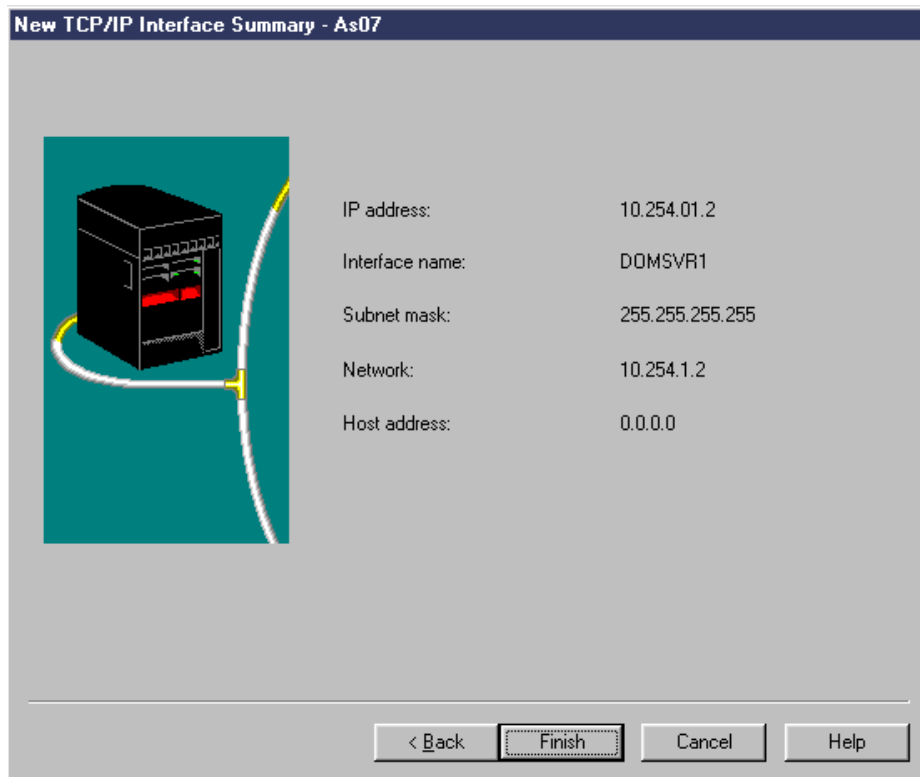 New TCP/IP Interface Summary - As07
IP address: 10.254.01.2
Interface name: DOMSVR1
Subnet mask: 255.255.255.255
Network: 10.254.1.2
Host address: 0.0.0.0
< Back Finish Cancel Help